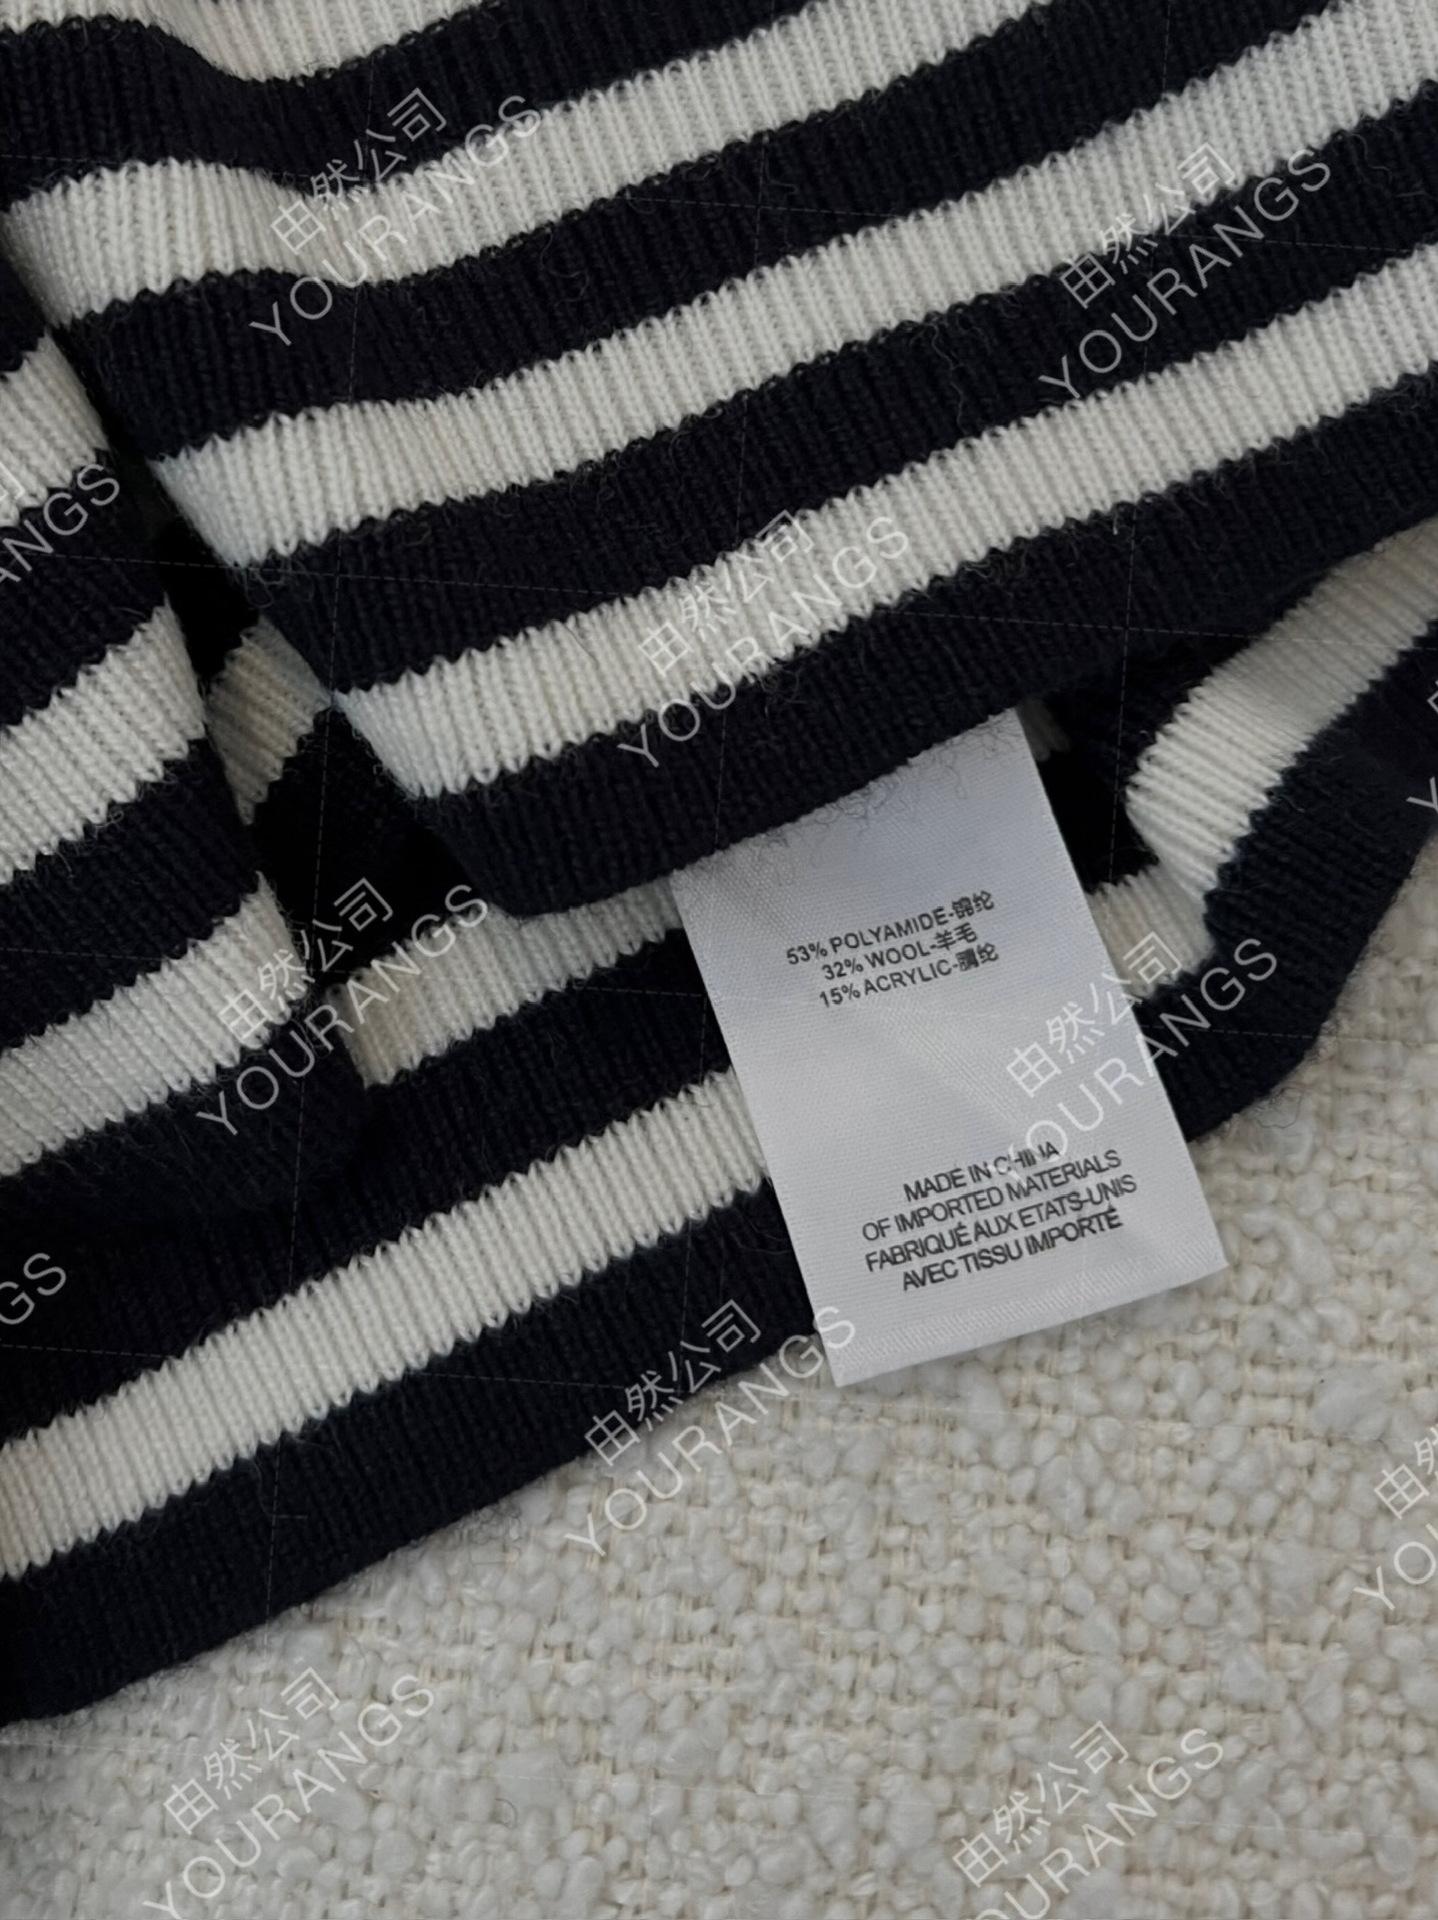 由然公司
YOURANGS
53% POLYAMIDE-锦纶
32% WOOL-羊毛
15% ACRYLIC-腈纶
MADE IN CHINA
OF IMPORTED MATERIALS
FABRIQUÉ AUX ETATS-UNIS
AVEC TISSU IMPORTÉ